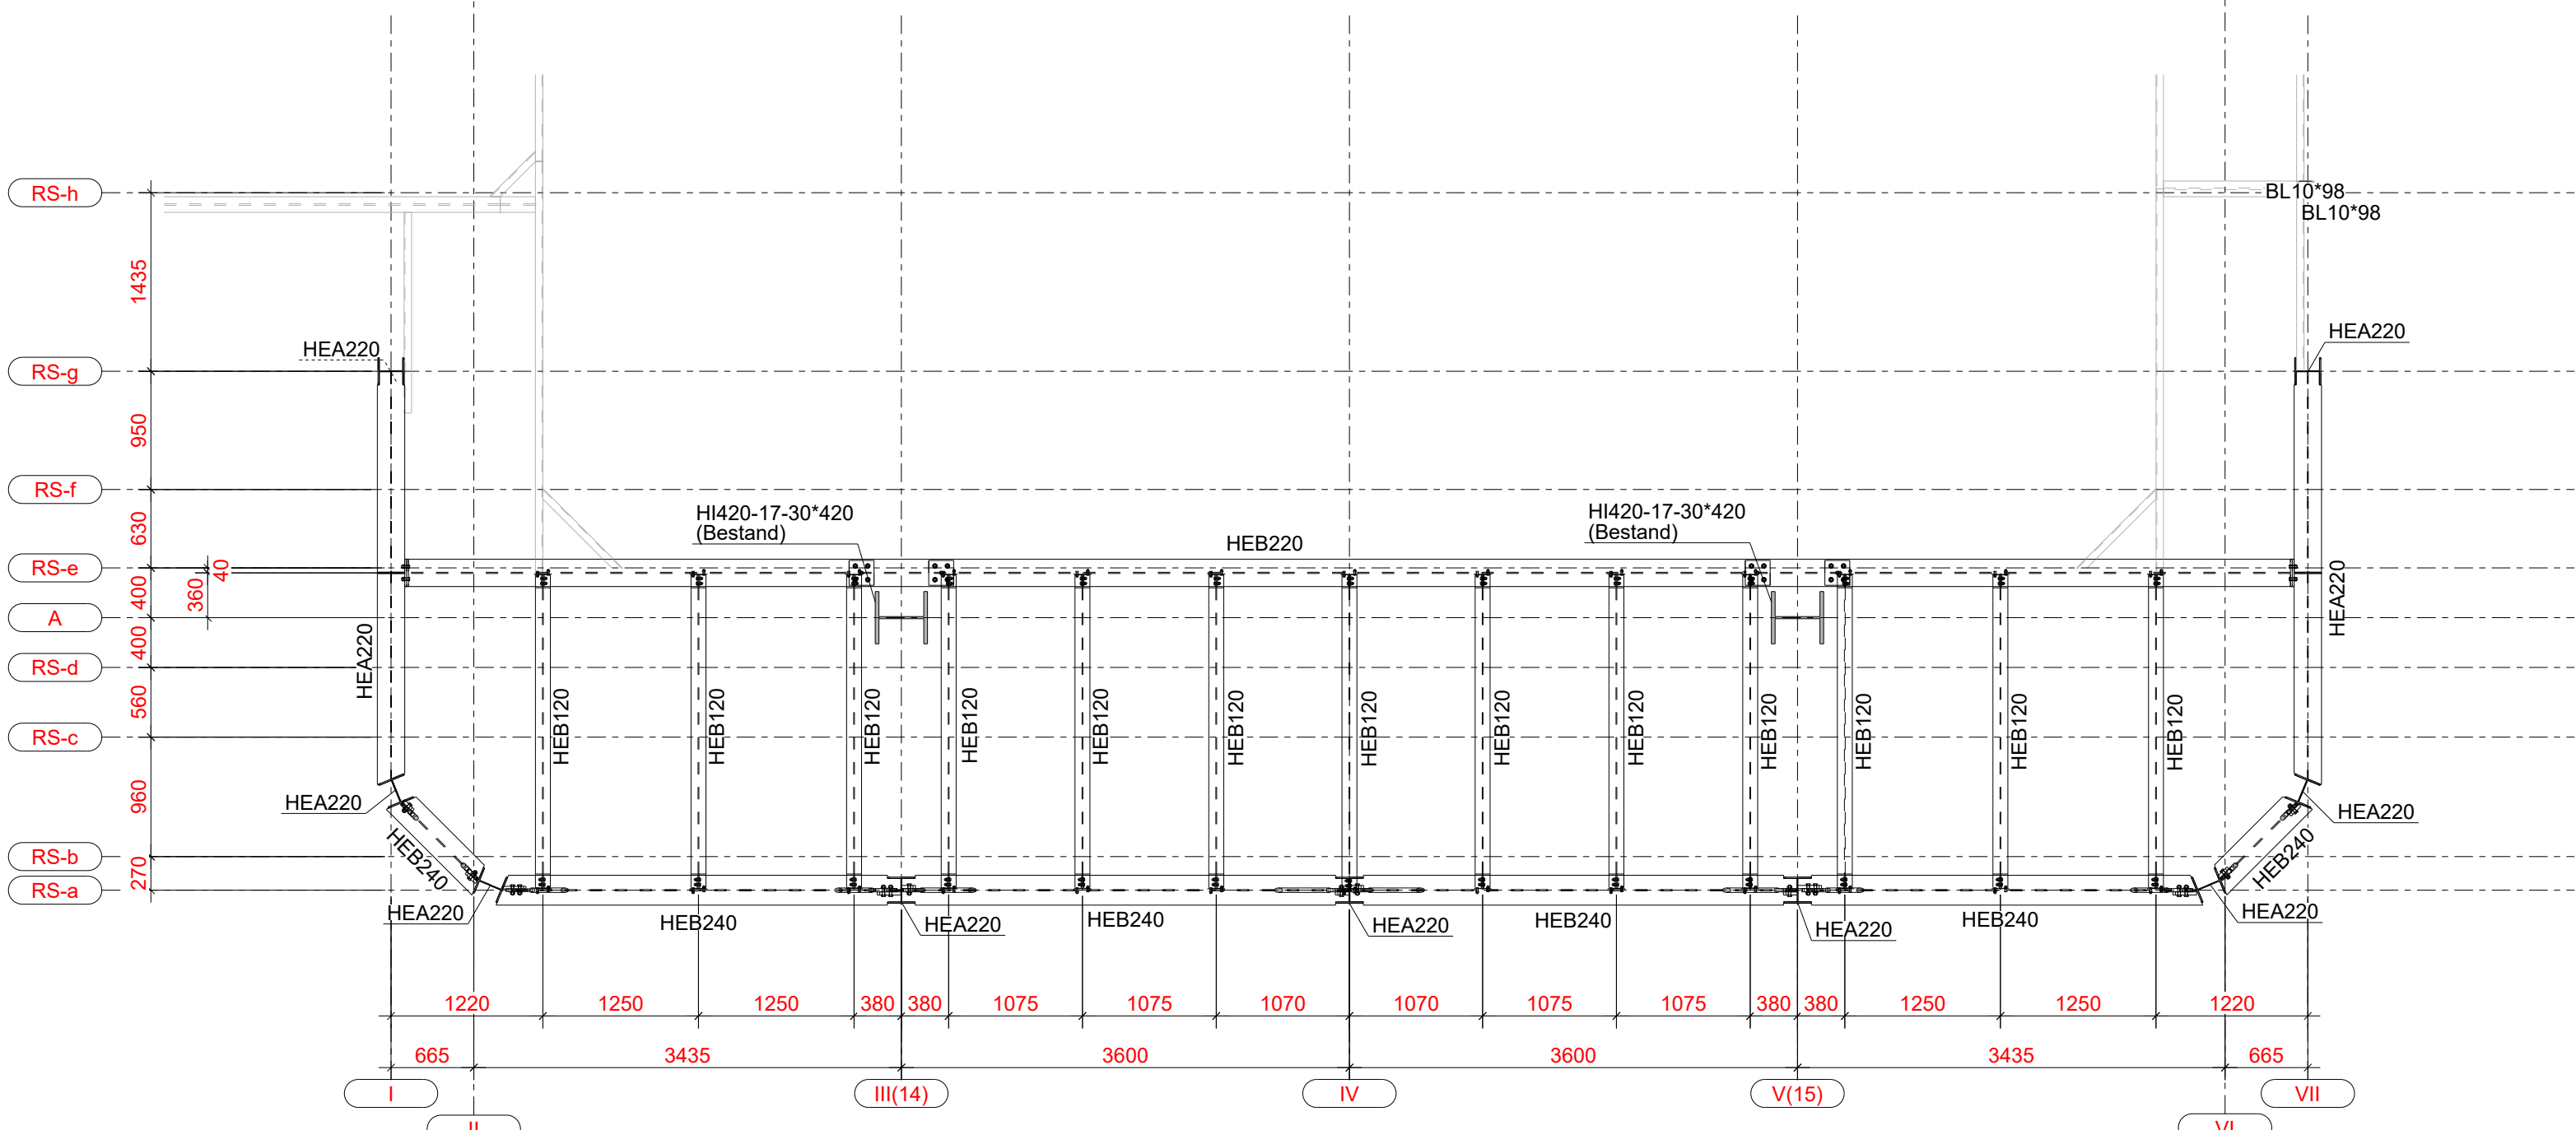 RS-h
BL10*98
BL10*98
1435
HEA220
HEA220
RS-g
950
RS-f
HI420-17-30*420
(Bestand)
HI420-17-30*420
(Bestand)
630
HEB220
RS-e
40
400
360
HEA220
A
400
HEA220
RS-d
560
HEB120
HEB120
HEB120
HEB120
HEB120
HEB120
HEB120
HEB120
HEB120
HEB120
HEB120
HEB120
HEB120
RS-c
960
HEA220
HEA220
HEB240
HEB240
RS-b
270
RS-a
HEA220
HEB240
HEA220
HEB240
HEA220
HEB240
HEA220
HEB240
HEA220
1220
1250
1250
380
380
1075
1075
1070
1070
1075
1075
380
380
1250
1250
1220
665
3435
3600
3600
3435
665
I
III(14)
IV
V(15)
VII
II
VI